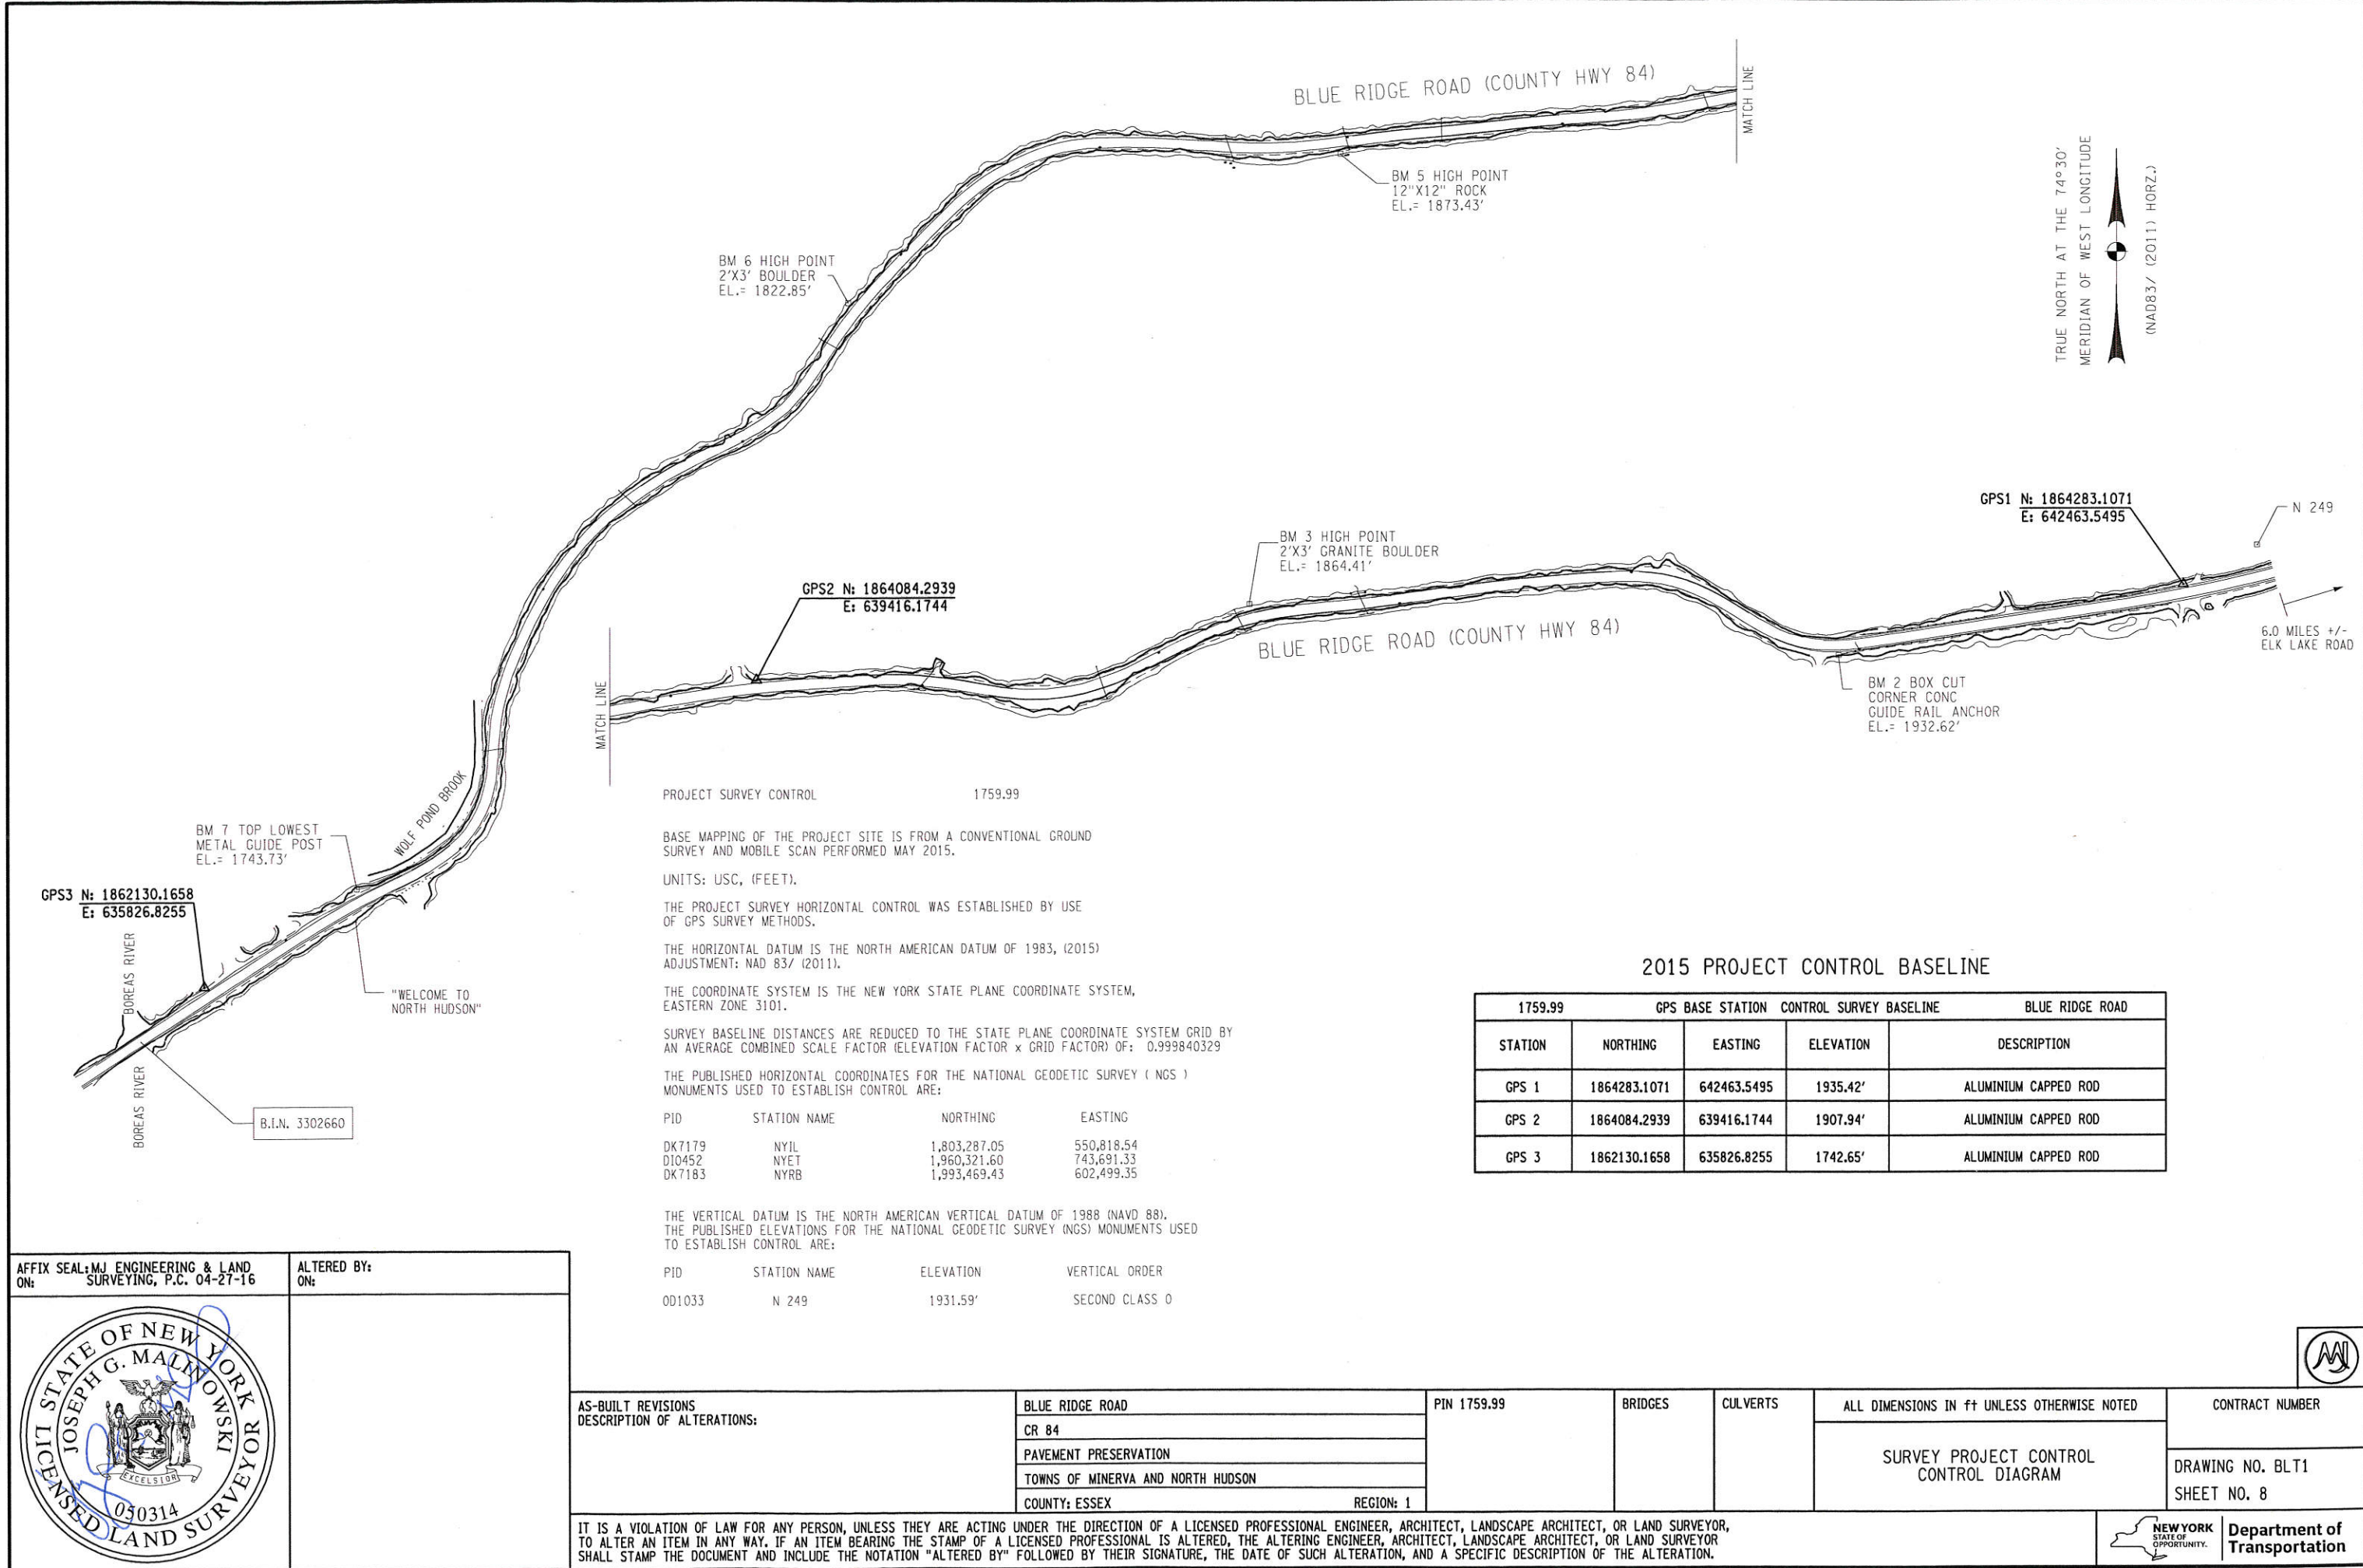 BLUE RIDGE ROAD (COUNTY HWY 84)
MATCH LINE
BM 5 HIGH POINT
12"X12" ROCK
EL.= 1873.43'
TRUE NORTH AT THE 74°30'
MERIDIAN OF WEST LONGITUDE
(NAD83/ (2011) HORZ.)
BM 6 HIGH POINT
2'X3' BOULDER
EL.= 1822.85'
GPS1 N: 1864283.1071
E: 642463.5495
N 249
BM 3 HIGH POINT
2'X3' GRANITE BOULDER
EL.= 1864.41'
GPS2 N: 1864084.2939
E: 639416.1744
BLUE RIDGE ROAD (COUNTY HWY 84)
6.0 MILES +/-
ELK LAKE ROAD
MATCH LINE
BM 2 BOX CUT
CORNER CONC
GUIDE RAIL ANCHOR
EL.= 1932.62'
WOLF POND BROOK
BM 7 TOP LOWEST
METAL GUIDE POST
EL.= 1743.73'
GPS3 N: 1862130.1658
E: 635826.8255
BOREAS RIVER
"WELCOME TO
NORTH HUDSON"
BOREAS RIVER
B.I.N. 3302660
PROJECT SURVEY CONTROL 1759.99
BASE MAPPING OF THE PROJECT SITE IS FROM A CONVENTIONAL GROUND
SURVEY AND MOBILE SCAN PERFORMED MAY 2015.
UNITS: USC, (FEET).
THE PROJECT SURVEY HORIZONTAL CONTROL WAS ESTABLISHED BY USE
OF GPS SURVEY METHODS.
THE HORIZONTAL DATUM IS THE NORTH AMERICAN DATUM OF 1983, (2015)
ADJUSTMENT: NAD 83/ (2011).
THE COORDINATE SYSTEM IS THE NEW YORK STATE PLANE COORDINATE SYSTEM,
EASTERN ZONE 3101.
SURVEY BASELINE DISTANCES ARE REDUCED TO THE STATE PLANE COORDINATE SYSTEM GRID BY
AN AVERAGE COMBINED SCALE FACTOR (ELEVATION FACTOR x GRID FACTOR) OF: 0.999840329
THE PUBLISHED HORIZONTAL COORDINATES FOR THE NATIONAL GEODETIC SURVEY ( NGS )
MONUMENTS USED TO ESTABLISH CONTROL ARE:
PID STATION NAME NORTHING EASTING
DK7179 NYIL 1,803,287.05 550,818.54
DI0452 NYET 1,960,321.60 743,691.33
DK7183 NYRB 1,993,469.43 602,499.35
THE VERTICAL DATUM IS THE NORTH AMERICAN VERTICAL DATUM OF 1988 (NAVD 88).
THE PUBLISHED ELEVATIONS FOR THE NATIONAL GEODETIC SURVEY (NGS) MONUMENTS USED
TO ESTABLISH CONTROL ARE:
PID STATION NAME ELEVATION VERTICAL ORDER
OD1033 N 249 1931.59' SECOND CLASS 0
2015 PROJECT CONTROL BASELINE
1759.99 GPS BASE STATION CONTROL SURVEY BASELINE BLUE RIDGE ROAD
STATION NORTHING EASTING ELEVATION DESCRIPTION
GPS 1 1864283.1071 642463.5495 1935.42' ALUMINIUM CAPPED ROD
GPS 2 1864084.2939 639416.1744 1907.94' ALUMINIUM CAPPED ROD
GPS 3 1862130.1658 635826.8255 1742.65' ALUMINIUM CAPPED ROD
AFFIX SEAL: MJ ENGINEERING & LAND
ON: SURVEYING, P.C. 04-27-16
ALTERED BY:
ON:
STATE OF NEW YORK
JOSEPH G. MALINOWSKI
EXCELSIOR
050314
LICENSED LAND SURVEYOR
MJ
AS-BUILT REVISIONS
DESCRIPTION OF ALTERATIONS:
BLUE RIDGE ROAD
CR 84
PAVEMENT PRESERVATION
TOWNS OF MINERVA AND NORTH HUDSON
COUNTY: ESSEX REGION: 1
PIN 1759.99
BRIDGES
CULVERTS
ALL DIMENSIONS IN ft UNLESS OTHERWISE NOTED
SURVEY PROJECT CONTROL
CONTROL DIAGRAM
CONTRACT NUMBER
DRAWING NO. BLT1
SHEET NO. 8
IT IS A VIOLATION OF LAW FOR ANY PERSON, UNLESS THEY ARE ACTING UNDER THE DIRECTION OF A LICENSED PROFESSIONAL ENGINEER, ARCHITECT, LANDSCAPE ARCHITECT, OR LAND SURVEYOR,
TO ALTER AN ITEM IN ANY WAY. IF AN ITEM BEARING THE STAMP OF A LICENSED PROFESSIONAL IS ALTERED, THE ALTERING ENGINEER, ARCHITECT, LANDSCAPE ARCHITECT, OR LAND SURVEYOR
SHALL STAMP THE DOCUMENT AND INCLUDE THE NOTATION "ALTERED BY" FOLLOWED BY THEIR SIGNATURE, THE DATE OF SUCH ALTERATION, AND A SPECIFIC DESCRIPTION OF THE ALTERATION.
NEW YORK
STATE OF
OPPORTUNITY.
Department of
Transportation